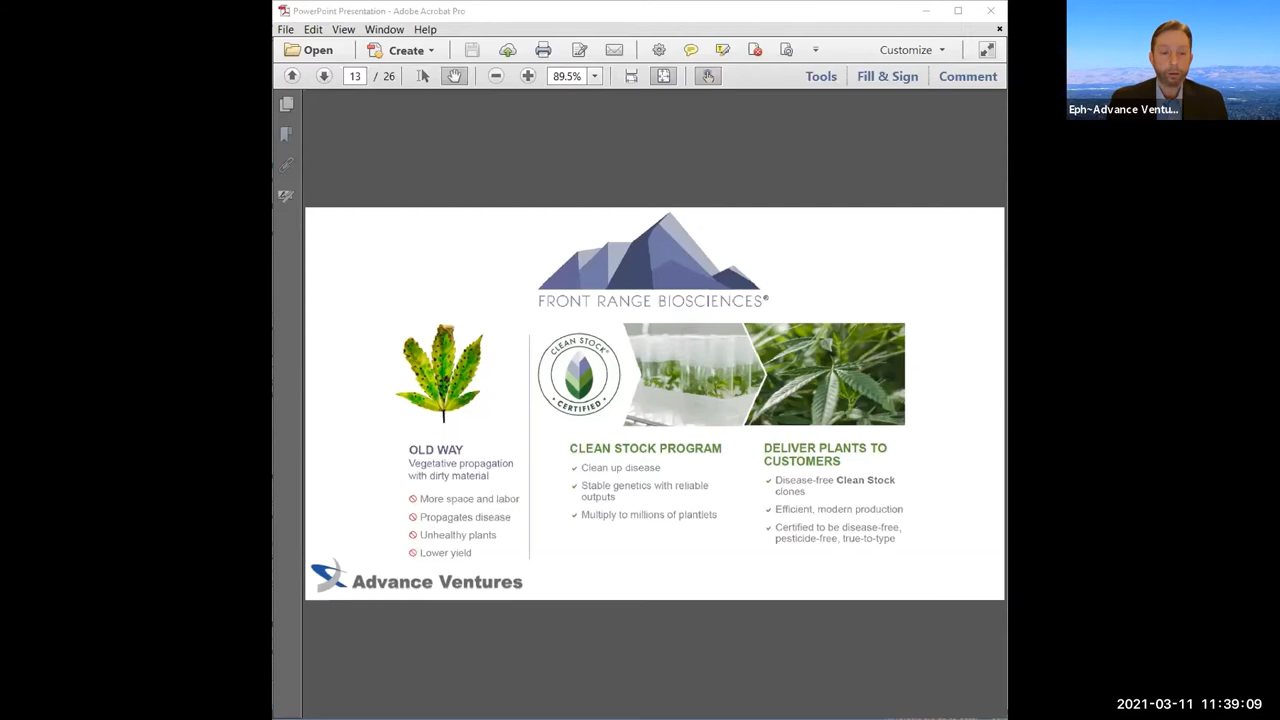 PowerPoint Presentation - Adobe Acrobat Pro
File Edit View Window Help
Open Create Customize
13 / 26 89.5% Tools Fill & Sign Comment
Eph~Advance Ventu...
FRONT RANGE BIOSCIENCES®
CLEAN STOCK®
CERTIFIED
OLD WAY
Vegetative propagation
with dirty material
More space and labor
Propagates disease
Unhealthy plants
Lower yield
CLEAN STOCK PROGRAM
Clean up disease
Stable genetics with reliable
outputs
Multiply to millions of plantlets
DELIVER PLANTS TO
CUSTOMERS
Disease-free Clean Stock
clones
Efficient, modern production
Certified to be disease-free,
pesticide-free, true-to-type
Advance Ventures
2021-03-11 11:39:09